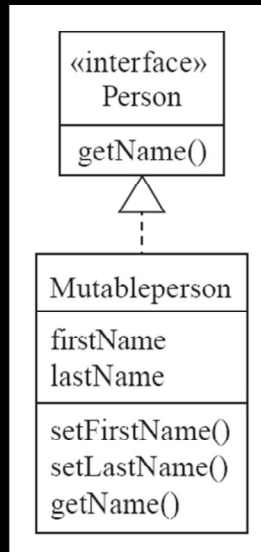 «interface»
Person
getName()
Mutableperson
firstName
lastName
setFirstName()
setLastName()
getName()